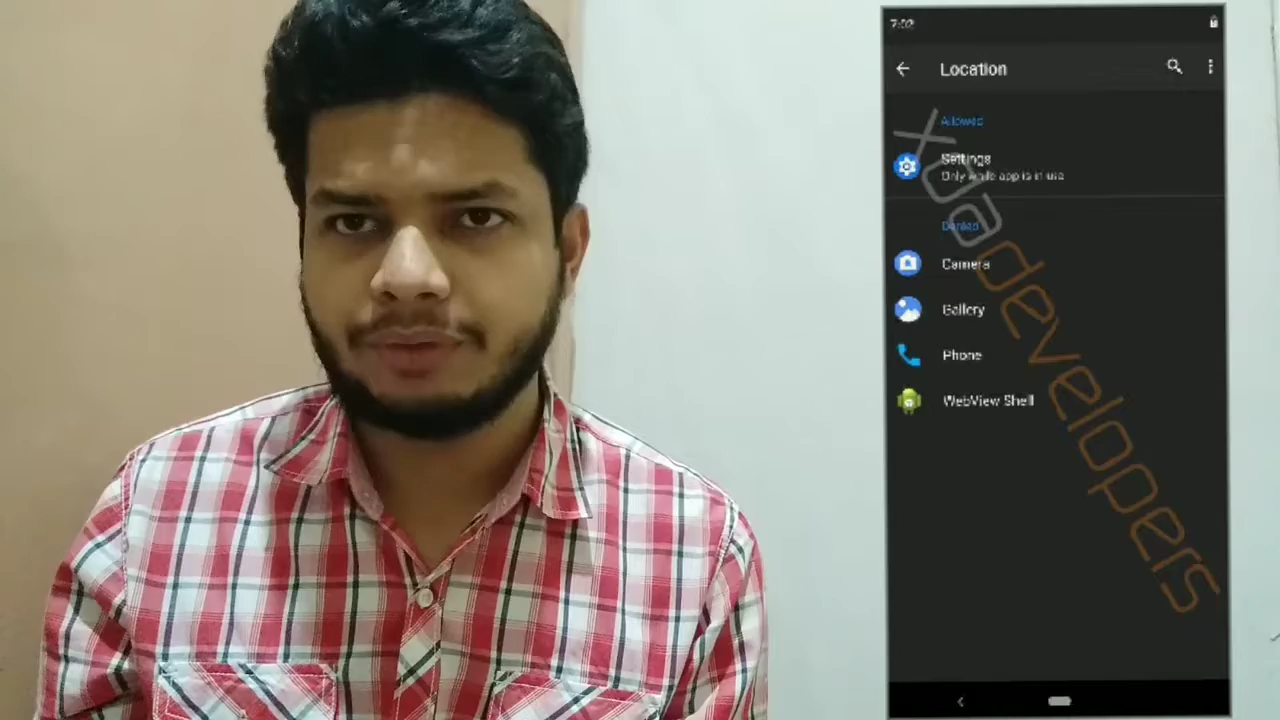 7:02
Location
Allowed
Settings
Only while app is in use
Denied
Camera
Gallery
Phone
WebView Shell
xdadevelopers